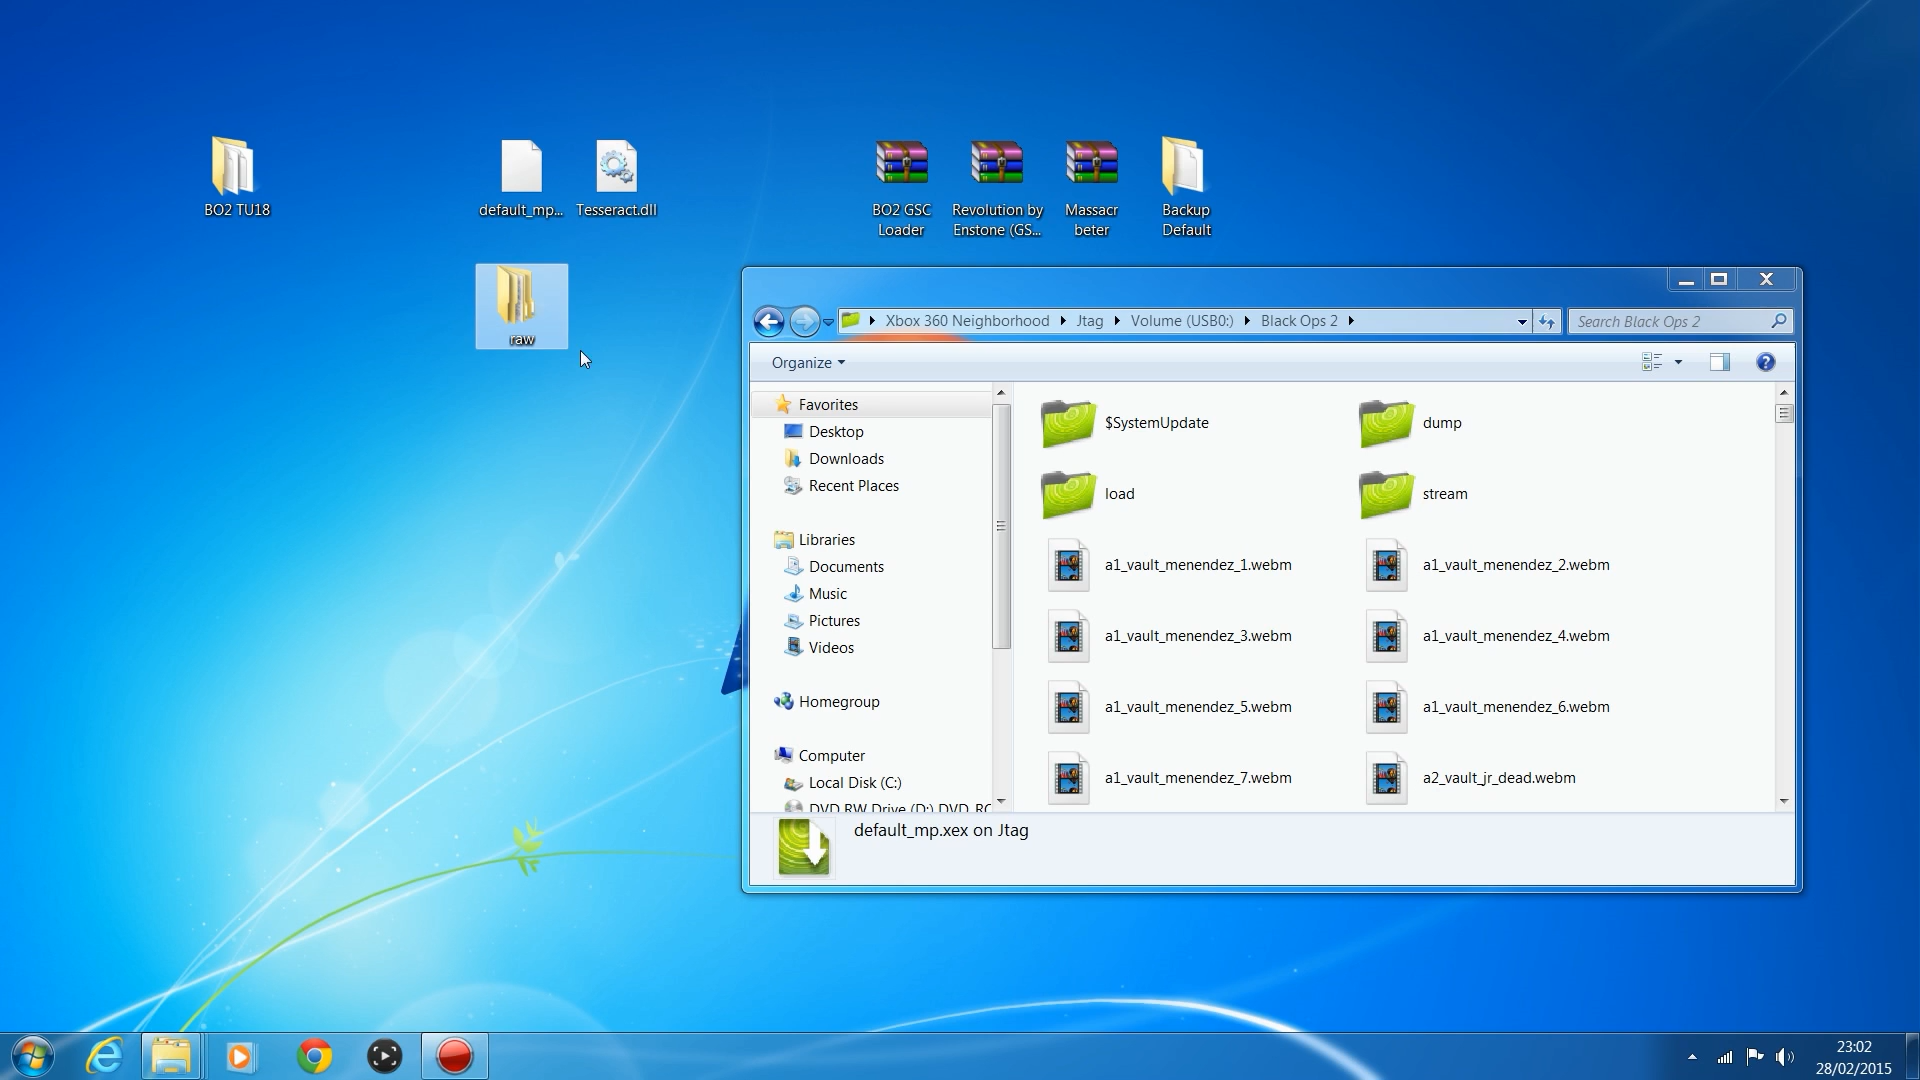 BO2 TU18
default_mp...
Tesseract.dll
BO2 GSC
Loader
Revolution by
Enstone (GS...
Massacr
beter
Backup
Default
raw
Xbox 360 Neighborhood
Jtag
Volume (USB0:)
Black Ops 2
Search Black Ops 2
Organize
Favorites
Desktop
Downloads
Recent Places
Libraries
Documents
Music
Pictures
Videos
Homegroup
Computer
Local Disk (C:)
DVD RW Drive (D:) DVD_RO
$SystemUpdate
dump
load
stream
a1_vault_menendez_1.webm
a1_vault_menendez_2.webm
a1_vault_menendez_3.webm
a1_vault_menendez_4.webm
a1_vault_menendez_5.webm
a1_vault_menendez_6.webm
a1_vault_menendez_7.webm
a2_vault_jr_dead.webm
default_mp.xex on Jtag
23:02
28/02/2015